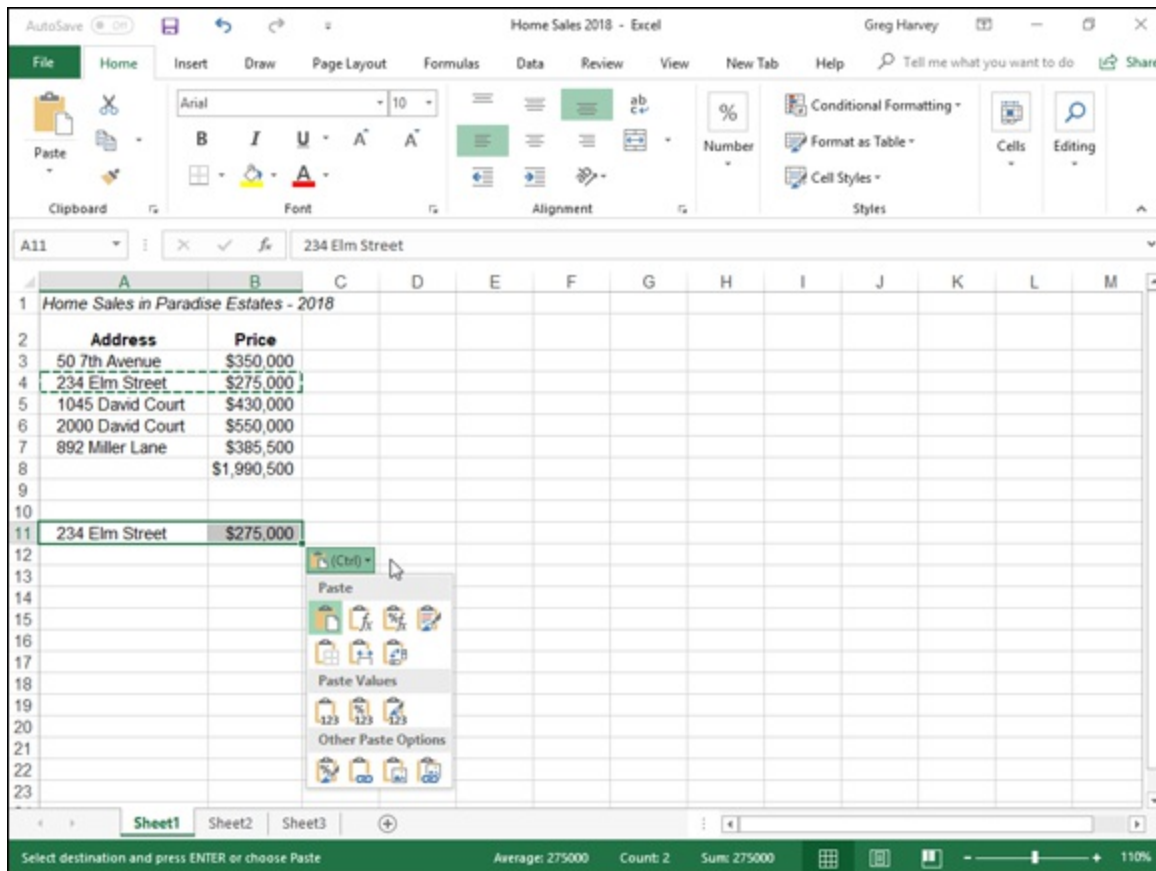 AutoSave Off Home Sales 2018 - Excel Greg Harvey
File Home Insert Draw Page Layout Formulas Data Review View New Tab Help Tell me what you want to do Share
Arial 10
Paste B I U A A ab c % Number Conditional Formatting Format as Table Cell Styles Cells Editing
A
Clipboard Font Alignment Styles
A11 fx 234 Elm Street
A B C D E F G H I J K L M
1 Home Sales in Paradise Estates - 2018
2 Address Price
3 50 7th Avenue $350,000
4 234 Elm Street $275,000
5 1045 David Court $430,000
6 2000 David Court $550,000
7 892 Miller Lane $385,500
8 $1,990,500
9
10
11 234 Elm Street $275,000
12 (Ctrl)
13
14 Paste
15 fx %fx
16
17
18 Paste Values
19 123 % 123 123
20 Other Paste Options
21
22 %
23
Sheet1 Sheet2 Sheet3
Select destination and press ENTER or choose Paste Average: 275000 Count: 2 Sum: 275000 110%